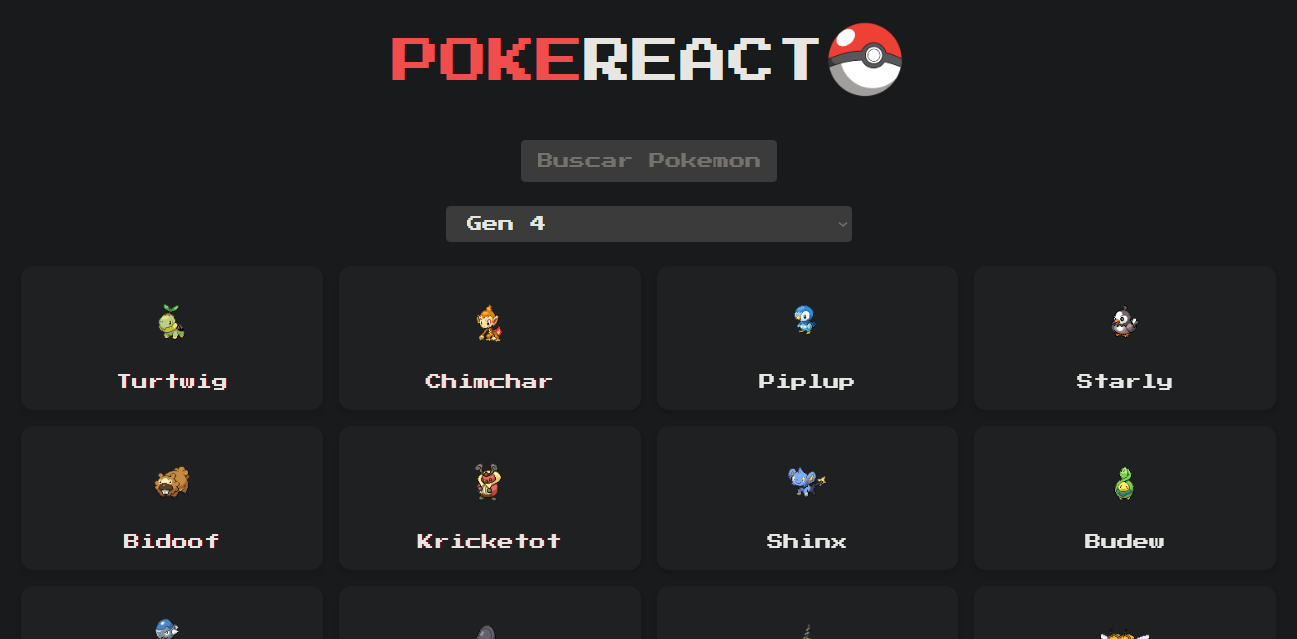 POKEREACT
Buscar Pokemon
Gen 4
Turtwig
Chimchar
Piplup
Starly
Bidoof
Kricketot
Shinx
Budew